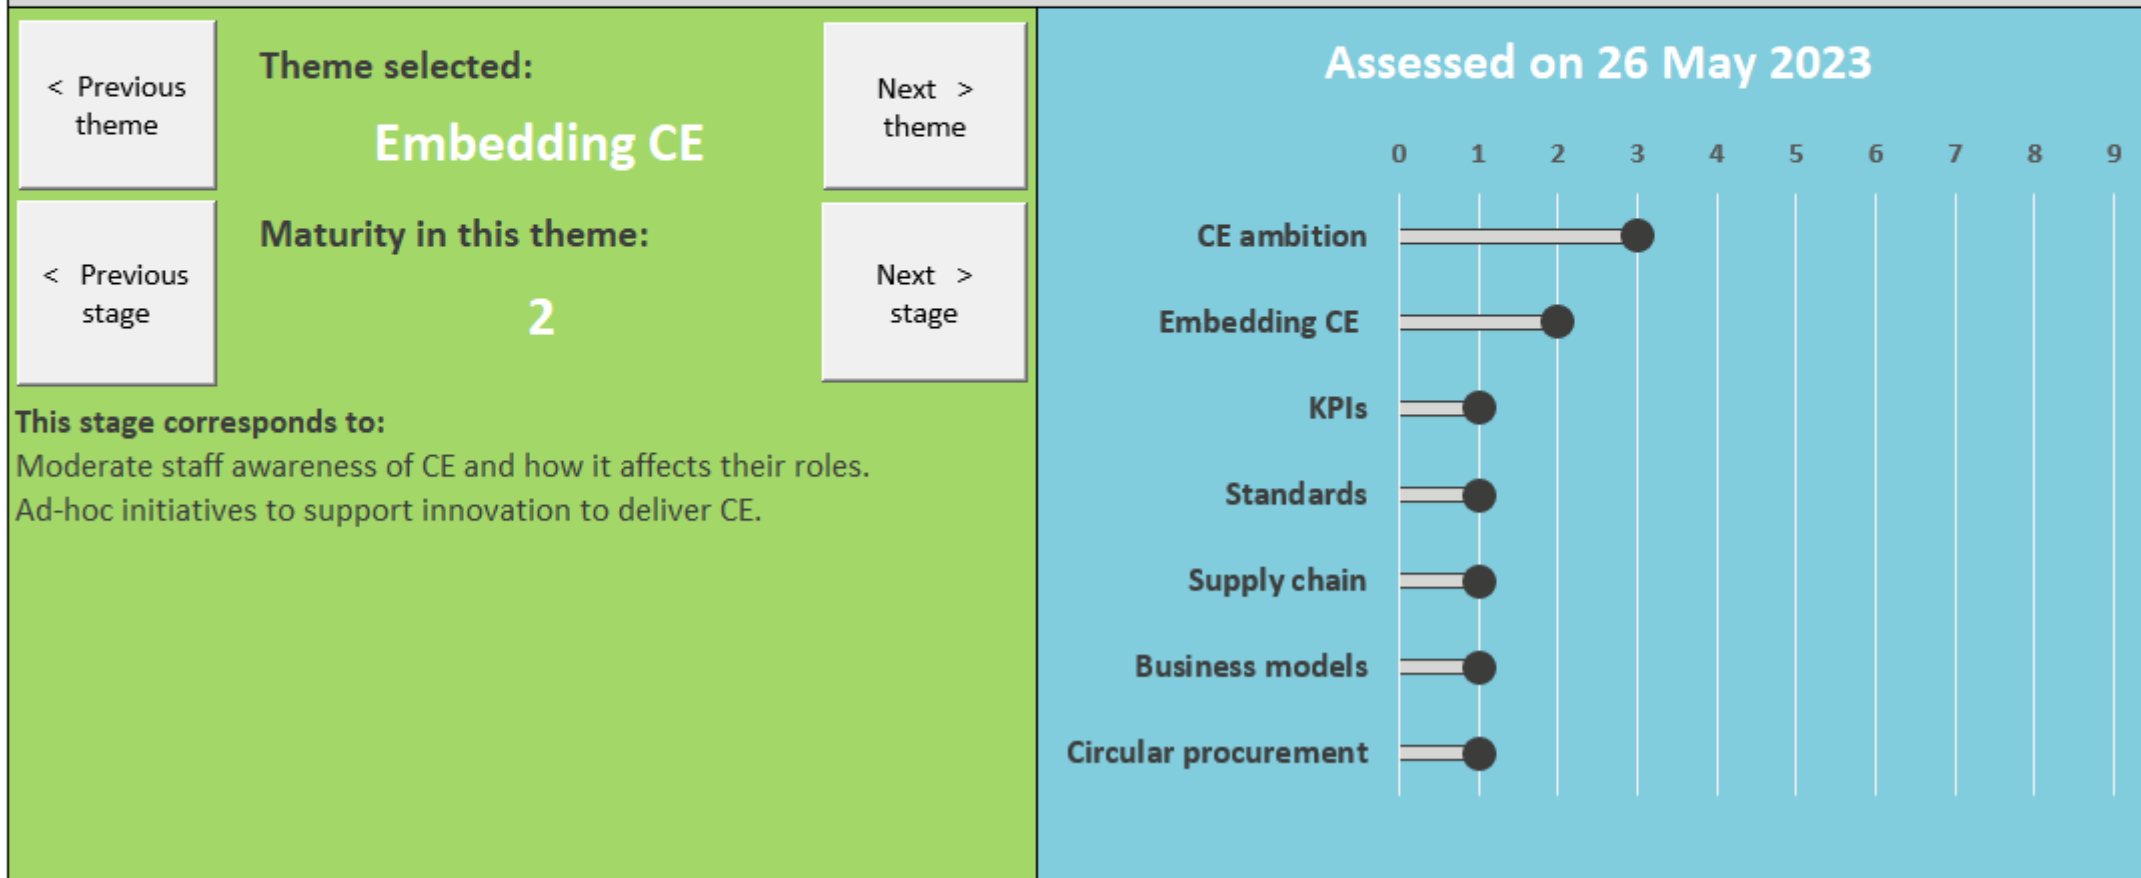 < Previous
theme
Theme selected:
Embedding CE
Next >
theme
< Previous
stage
Maturity in this theme:
2
Next >
stage
This stage corresponds to:
Moderate staff awareness of CE and how it affects their roles.
Ad-hoc initiatives to support innovation to deliver CE.
Assessed on 26 May 2023
0 1 2 3 4 5 6 7 8 9
CE ambition
Embedding CE
KPIs
Standards
Supply chain
Business models
Circular procurement